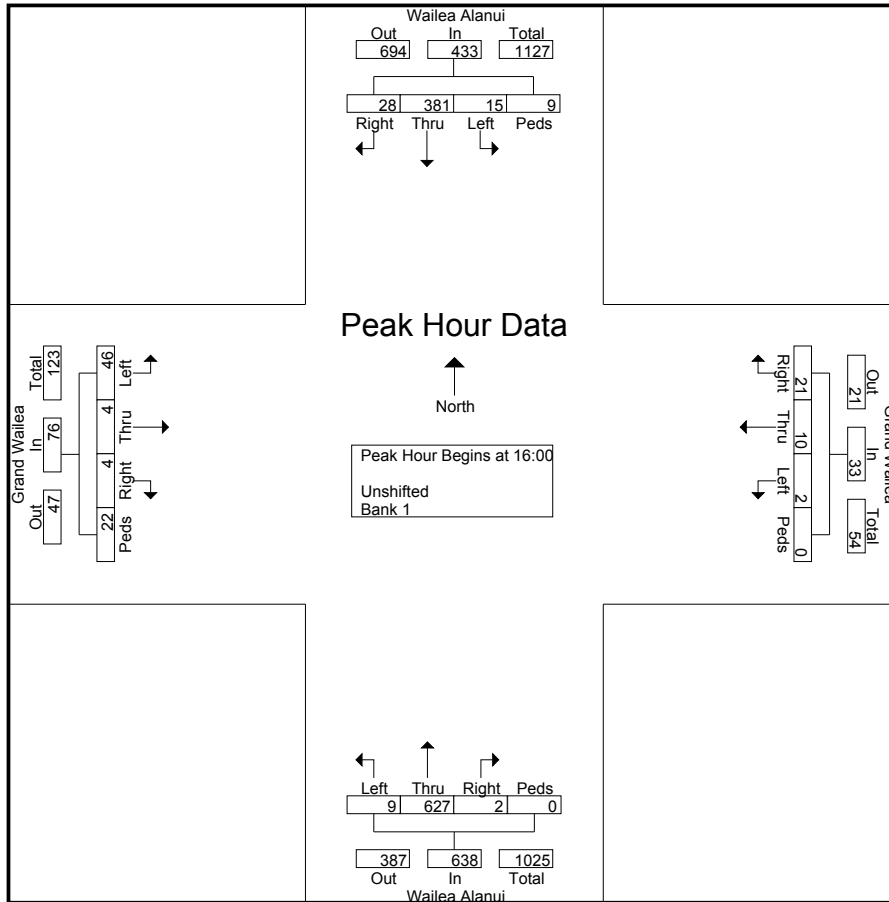 Wailea Alanui
Out In Total
694 433 1127
28 381 15 9
Right Thru Left Peds
Peak Hour Data
North
Peak Hour Begins at 16:00
Unshifted
Bank 1
Grand Wailea
Out In Total
47 76 123
22 4 4 46
Peds Right Thru Left
Grand Wailea
Out In Total
21 33 54
21 10 2 0
Right Thru Left Peds
Left Thru Right Peds
9 627 2 0
387 638 1025
Out In Total
Wailea Alanui